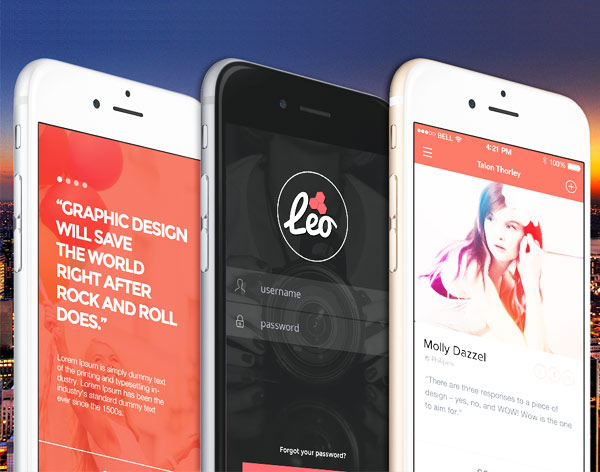 “GRAPHIC DESIGN
WILL SAVE
THE WORLD
RIGHT AFTER
ROCK AND ROLL
DOES.”
Lorem Ipsum is simply dummy text
of the printing and typesetting in-
dustry. Lorem Ipsum has been the
industry's standard dummy text
ever since the 1500s.
Leo
username
password
Forgot your password?
BELL
4:21 PM
100%
Talon Thorley
Molly Dazzel
“There are three responses to a piece of
design – yes, no, and WOW! Wow is the one
to aim for.”